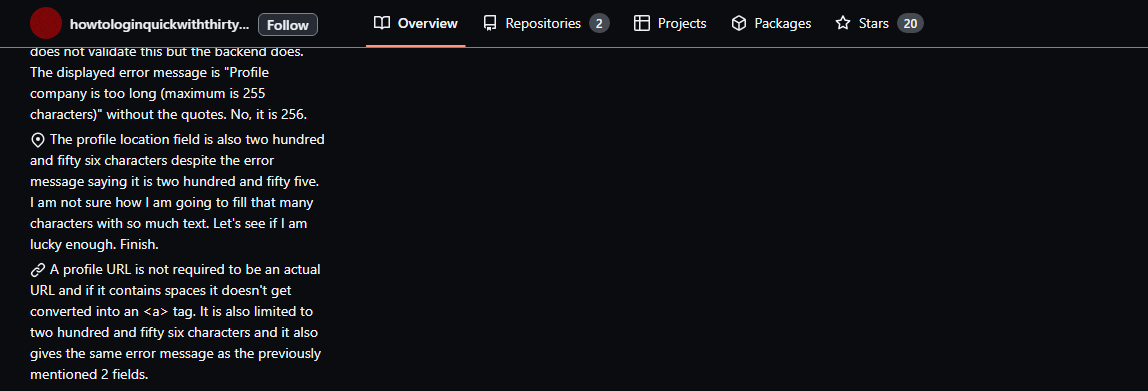 howtologinquickwiththirty...
Follow
Overview
Repositories 2
Projects
Packages
Stars 20
does not validate this but the backend does.
The displayed error message is "Profile
company is too long (maximum is 255
characters)" without the quotes. No, it is 256.
The profile location field is also two hundred
and fifty six characters despite the error
message saying it is two hundred and fifty five.
I am not sure how I am going to fill that many
characters with so much text. Let's see if I am
lucky enough. Finish.
A profile URL is not required to be an actual
URL and if it contains spaces it doesn't get
converted into an <a> tag. It is also limited to
two hundred and fifty six characters and it also
gives the same error message as the previously
mentioned 2 fields.